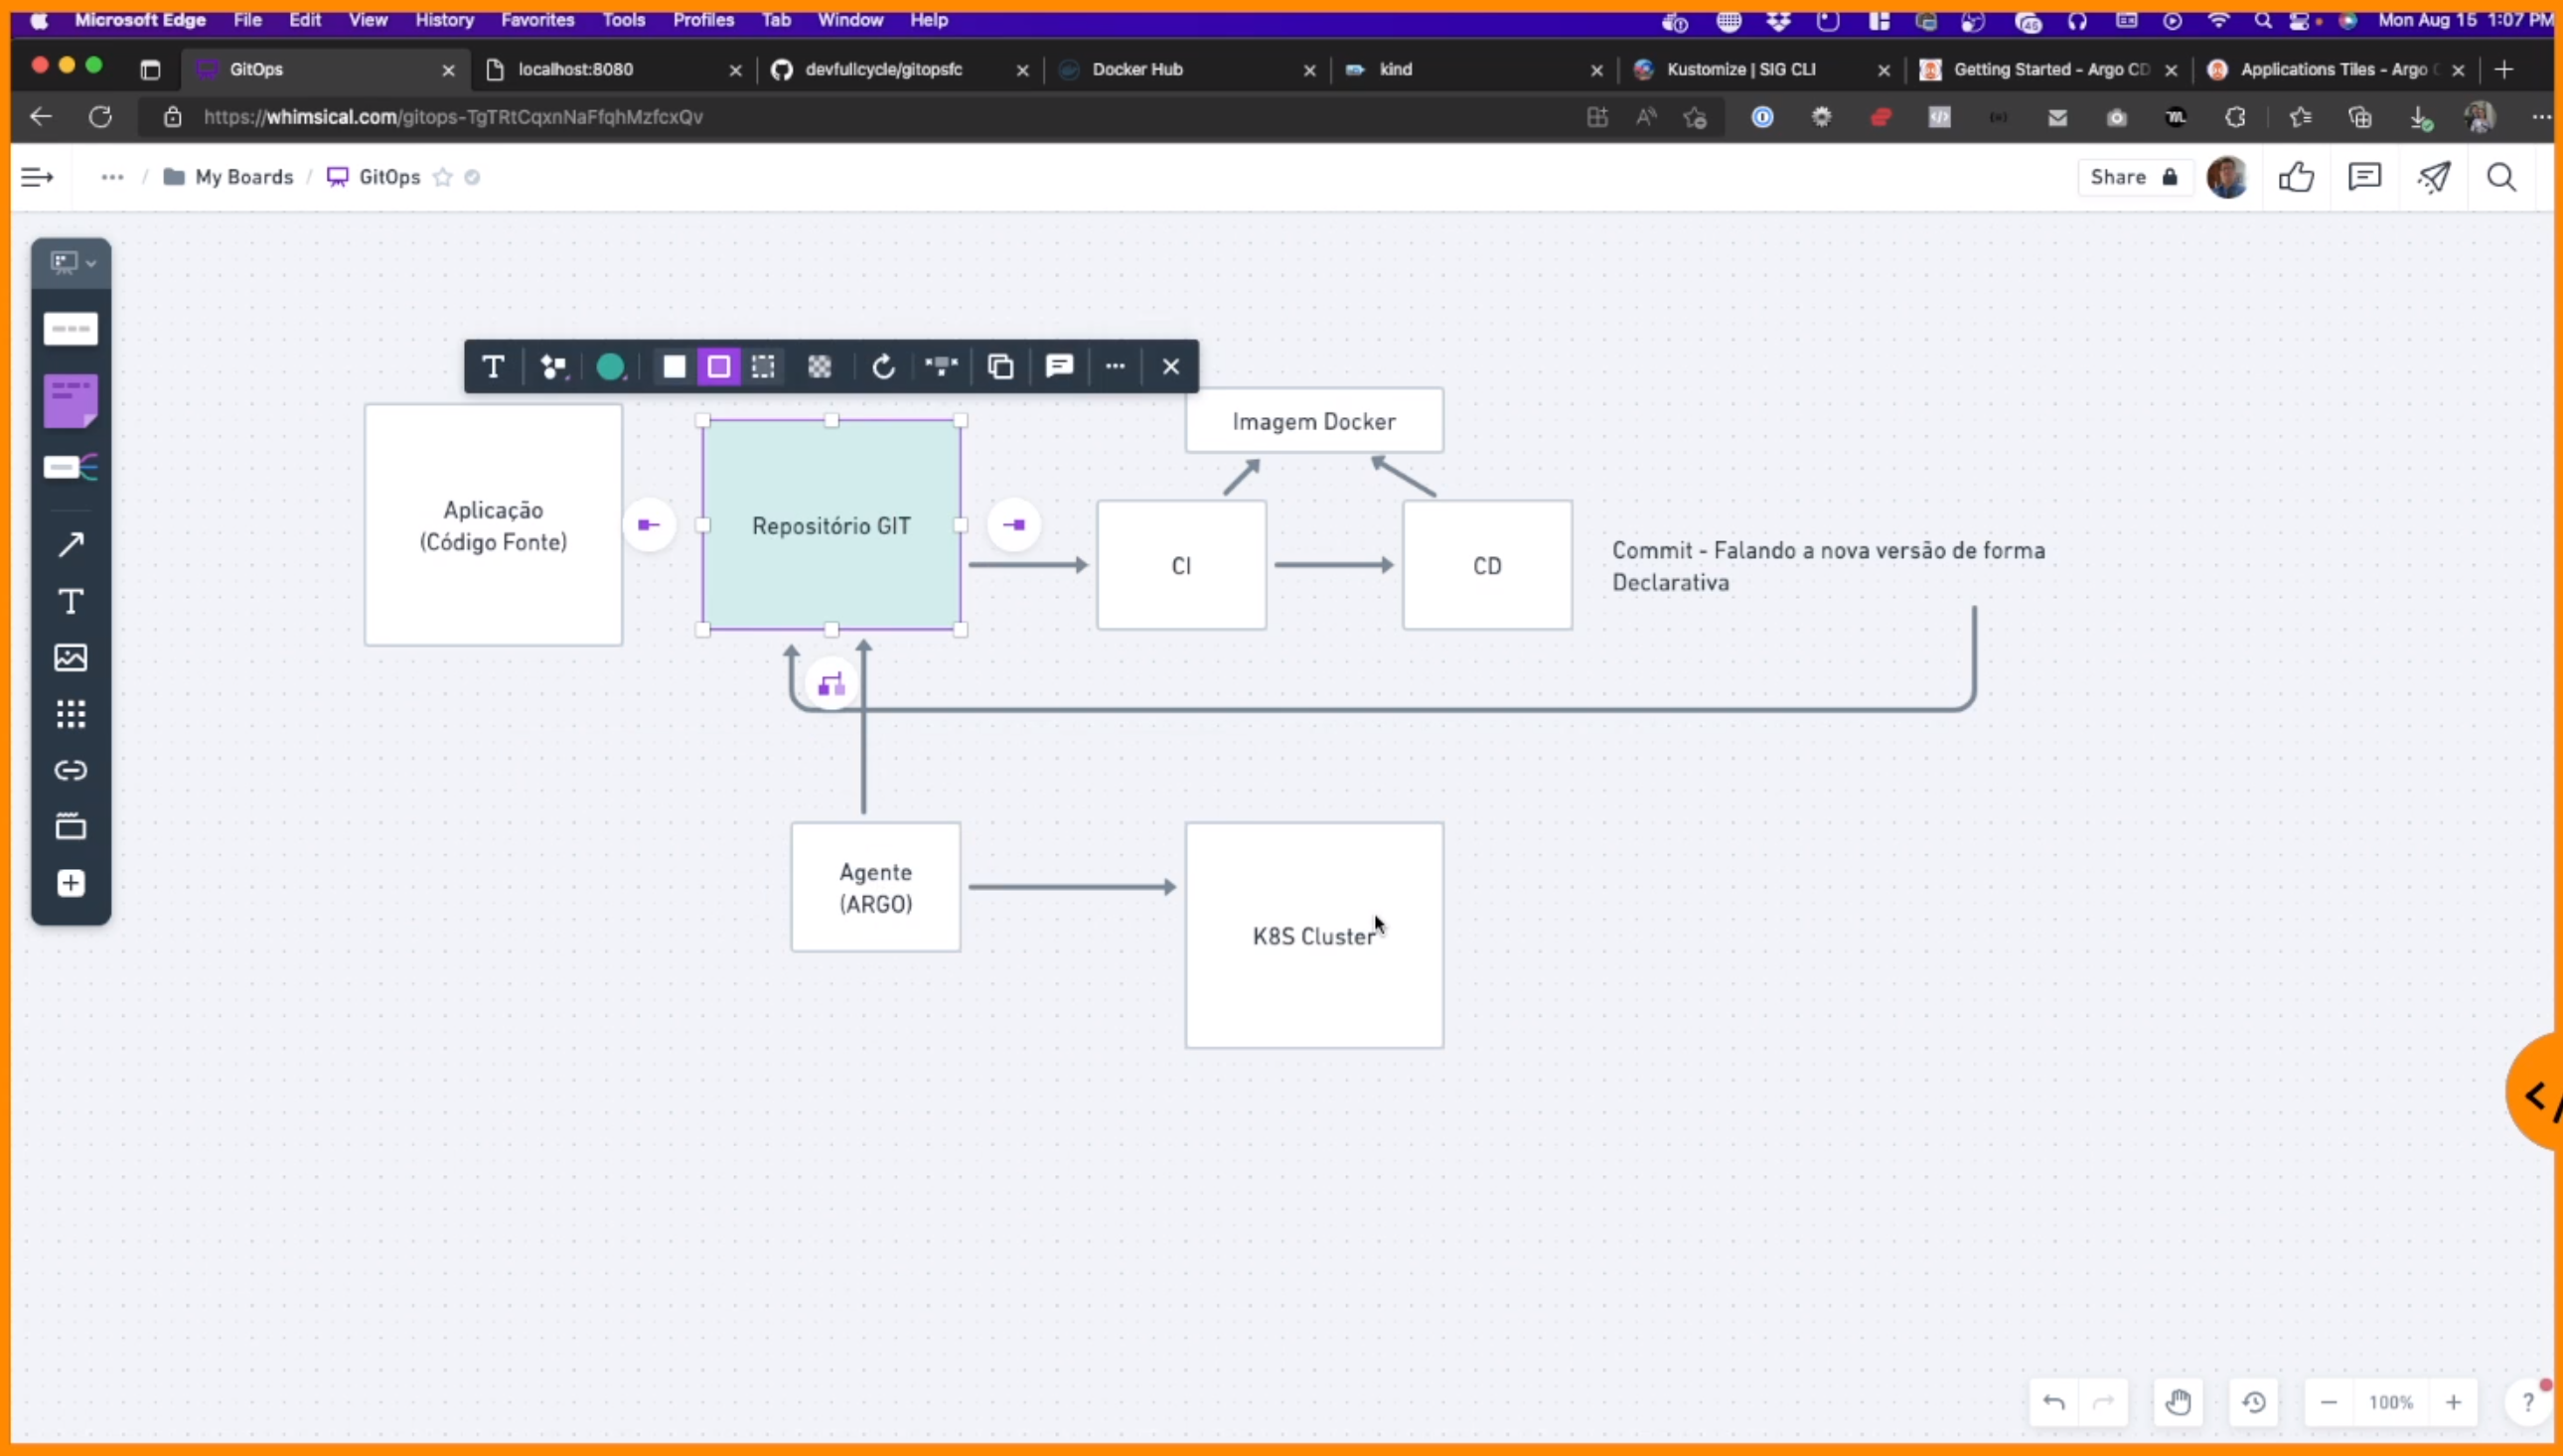 Microsoft Edge File Edit View History Favorites Tools Profiles Tab Window Help 45 Mon Aug 15 1:07 PM
GitOps localhost:8080 devfullcycle/gitopsfc Docker Hub kind Kustomize | SIG CLI Getting Started - Argo CD Applications Tiles - Argo
https://whimsical.com/gitops-TgTRtCqxnNaFfqhMzfcxQv
... / My Boards / GitOps Share
Imagem Docker
Aplicação
(Código Fonte)
Repositório GIT
CI
CD
Commit - Falando a nova versão de forma
Declarativa
Agente
(ARGO)
K8S Cluster
100% ?